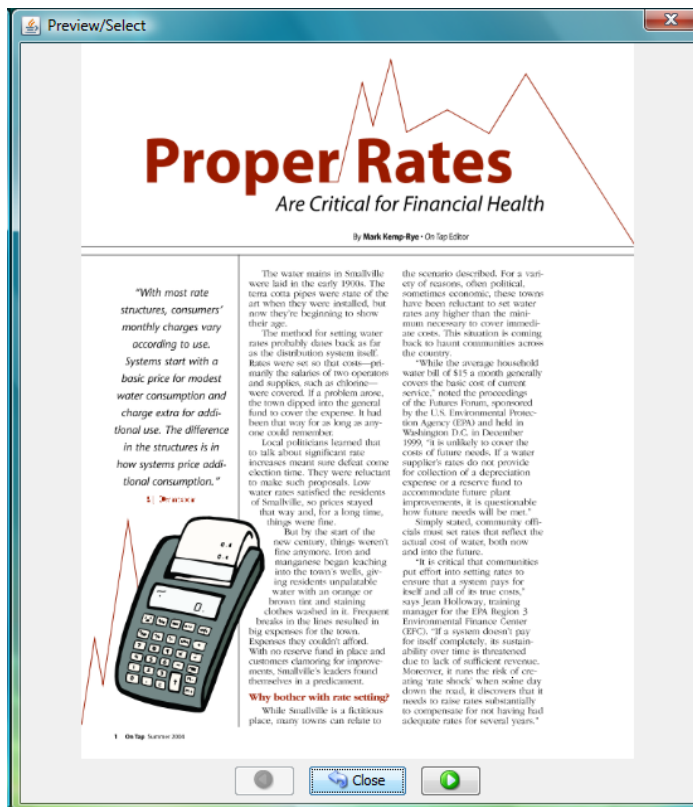 Preview/Select
Proper Rates
Are Critical for Financial Health
By Mark Kemp-Rye • On Tap Editor
"With most rate
structures, consumers'
monthly charges vary
according to use.
Systems start with a
basic price for modest
water consumption and
charge extra for addi-
tional use. The difference
in the structures is in
how systems price addi-
tional consumption."
The water mains in Smallville
were laid in the early 1900s. The
terra cotta pipes were state of the
art when they were installed, but
now they're beginning to show
their age.
The method for setting water
rates probably dates back as far
as the distribution system itself.
Rates were set so that costs—pri-
marily the salaries of two operators
and supplies, such as chlorine—
were covered. If a problem arose,
the town dipped into the general
fund to cover the expense. It had
been that way for as long as any-
one could remember.
Local politicians learned that
to talk about significant rate
increases meant sure defeat come
election time. They were reluctant
to make such proposals. Low
water rates satisfied the residents
of Smallville, so prices stayed
that way and, for a long time,
things were fine.
But by the start of the
new century, things weren't
fine anymore. Iron and
manganese began leaching
into the town's wells, giv-
ing residents unpalatable
water with an orange or
brown tint and staining
clothes washed in it. Frequent
breaks in the lines resulted in
big expenses for the town.
Expenses they couldn't afford.
With no reserve fund in place and
customers clamoring for improve-
ments, Smallville's leaders found
themselves in a predicament.
Why bother with rate setting?
While Smallville is a fictitious
place, many towns can relate to
the scenario described. For a vari-
ety of reasons, often political,
sometimes economic, these towns
have been reluctant to set water
rates any higher than the mini-
mum necessary to cover immedi-
ate costs. This situation is coming
back to haunt communities across
the country.
"While the average household
water bill of $15 a month generally
covers the basic cost of current
service," noted the proceedings
of the Futures Forum, sponsored
by the U.S. Environmental Protec-
tion Agency (EPA) and held in
Washington D.C. in December
1999, "it is unlikely to cover the
costs of future needs. If a water
supplier's rates do not provide
for collection of a depreciation
expense or a reserve fund to
accommodate future plant
improvements, it is questionable
how future needs will be met."
Simply stated, community offi-
cials must set rates that reflect the
actual cost of water, both now
and into the future.
"It is critical that communities
put effort into setting rates to
ensure that a system pays for
itself and all of its true costs,"
says Jean Holloway, training
manager for the EPA Region 3
Environmental Finance Center
(EFC). "If a system doesn't pay
for itself completely, its sustain-
ability over time is threatened
due to lack of sufficient revenue.
Moreover, it runs the risk of cre-
ating 'rate shock' when some day
down the road, it discovers that it
needs to raise rates substantially
to compensate for not having had
adequate rates for several years."
1 On Tap Summer 2004
Close